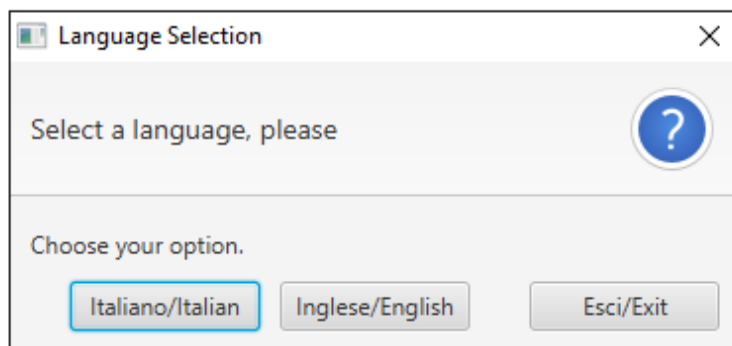 Language Selection
Select a language, please
?
Choose your option.
Italiano/Italian Inglese/English Esci/Exit